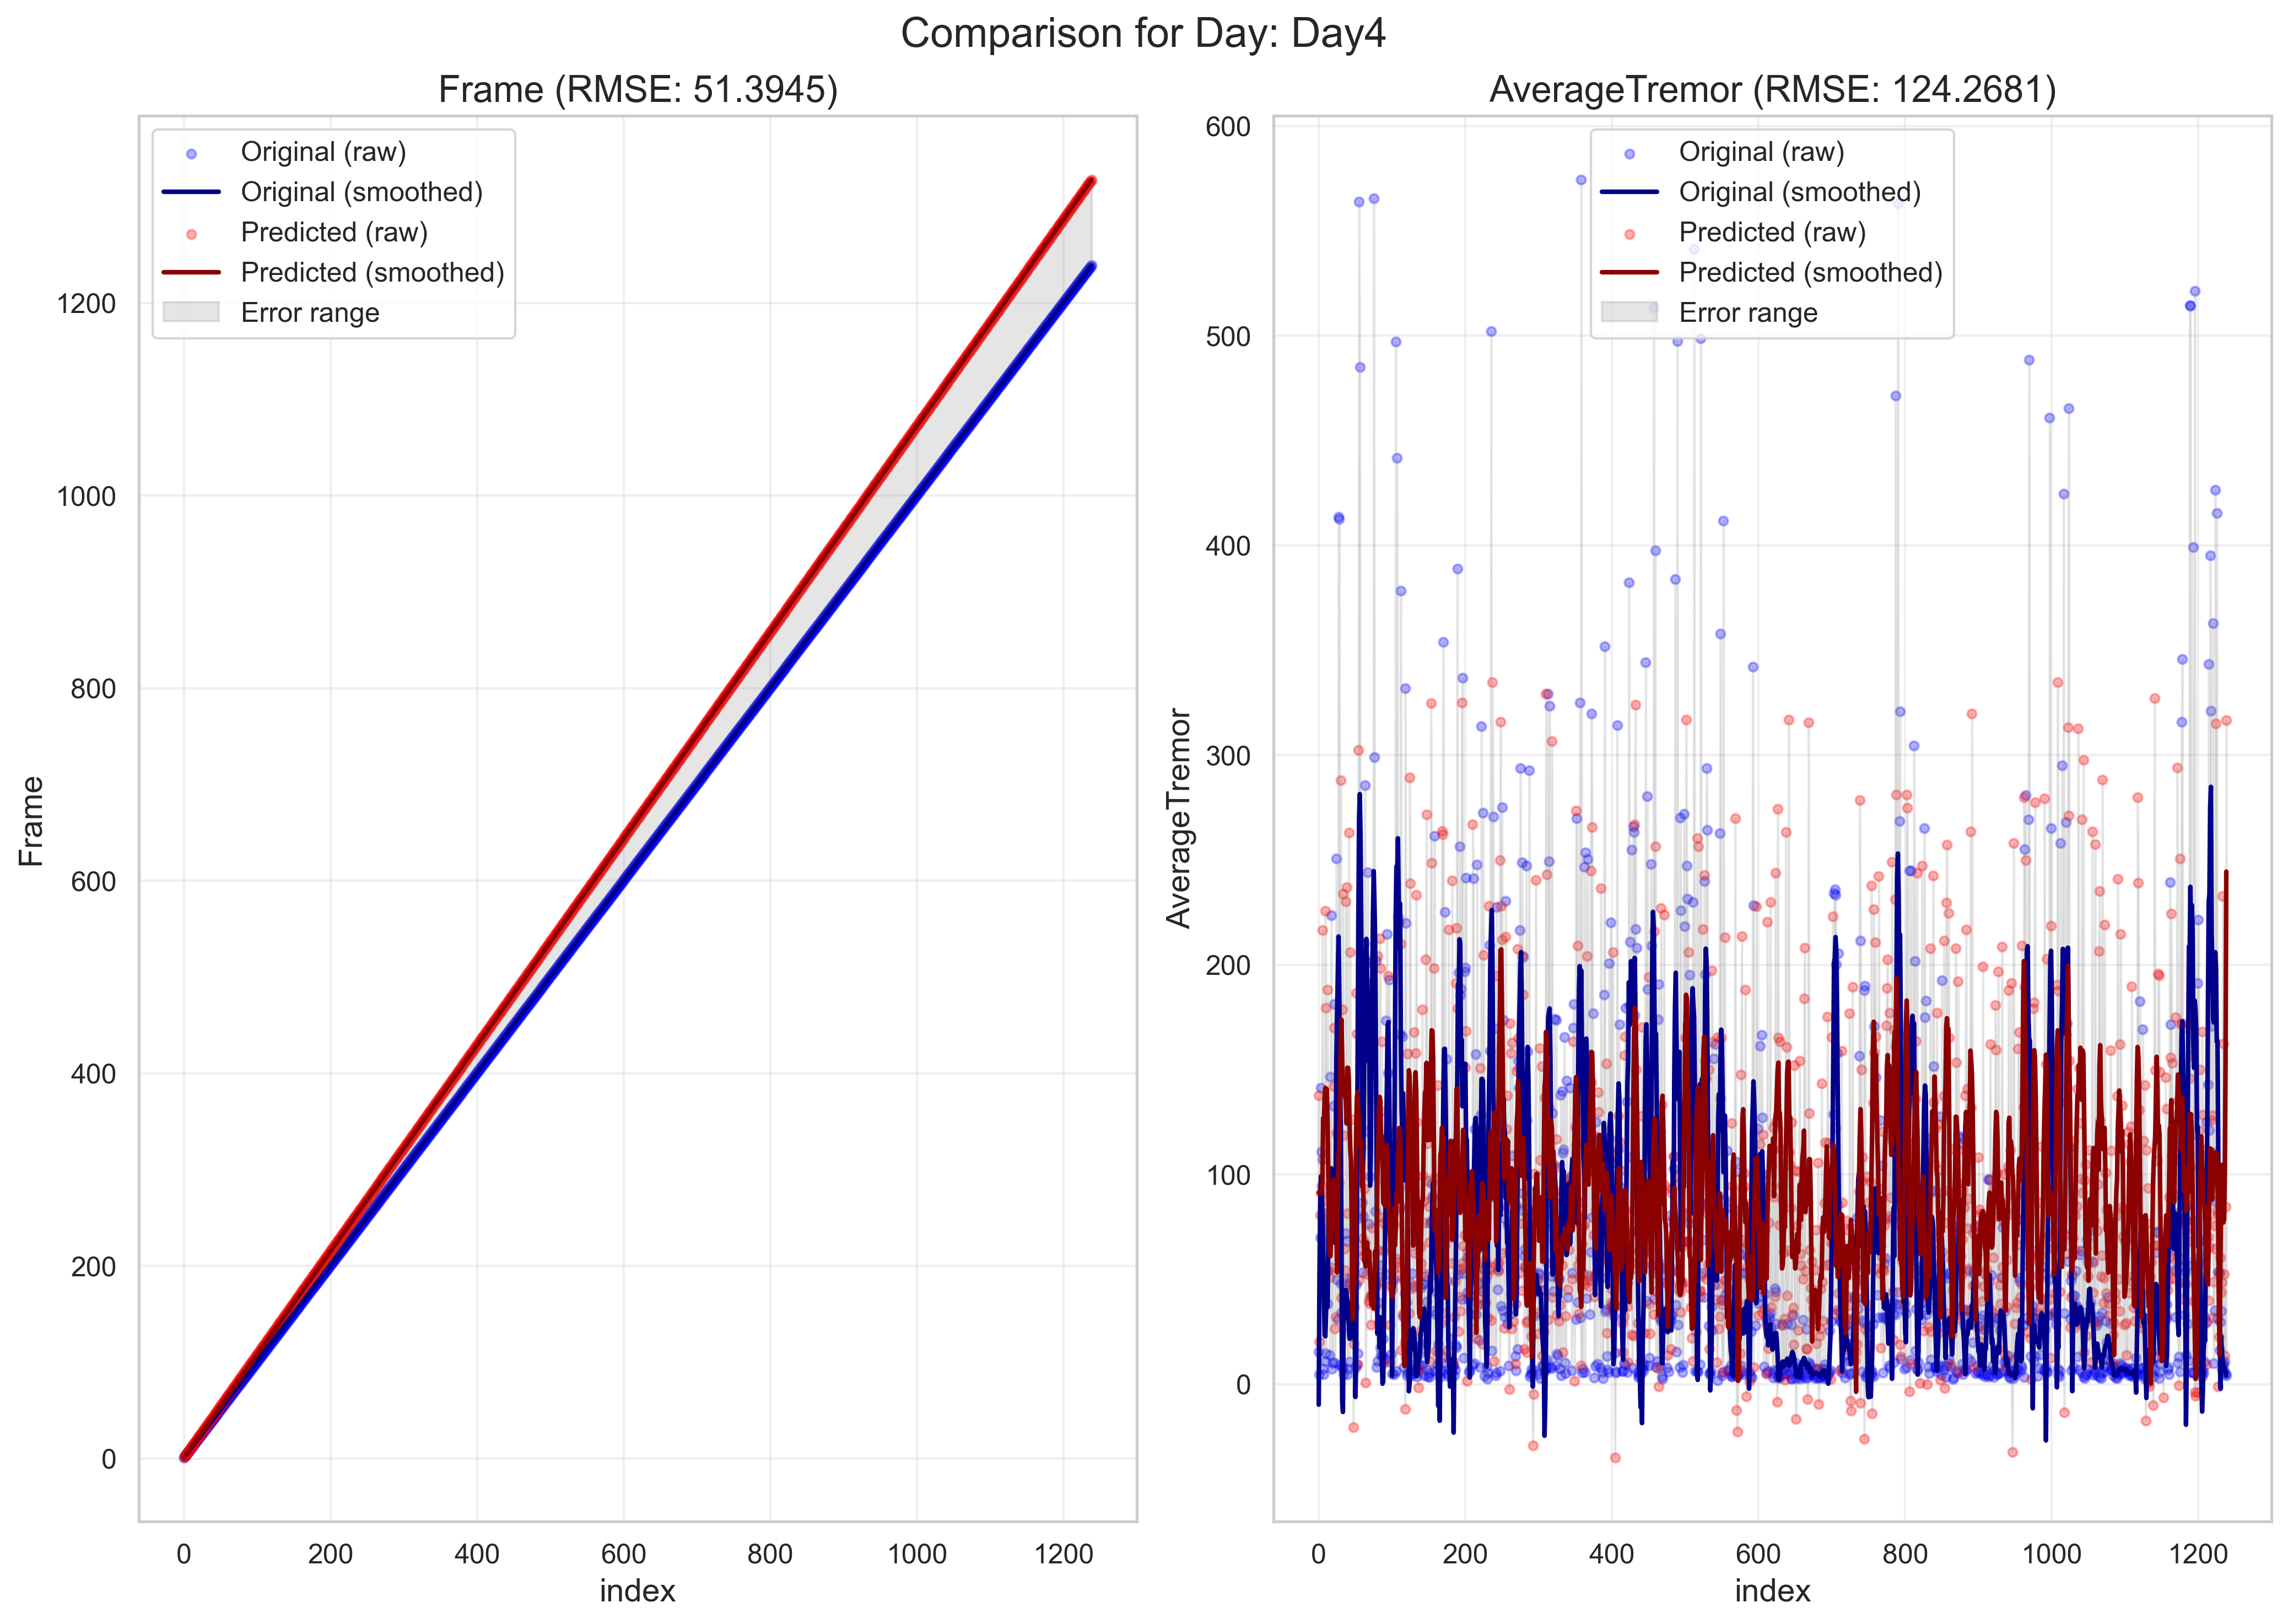 Comparison for Day: Day4
Frame (RMSE: 51.3945)
Original (raw)
Original (smoothed)
Predicted (raw)
Predicted (smoothed)
Error range
Frame
1200
1000
800
600
400
200
0
0 200 400 600 800 1000 1200
index
AverageTremor (RMSE: 124.2681)
Original (raw)
Original (smoothed)
Predicted (raw)
Predicted (smoothed)
Error range
AverageTremor
600
500
400
300
200
100
0
0 200 400 600 800 1000 1200
index